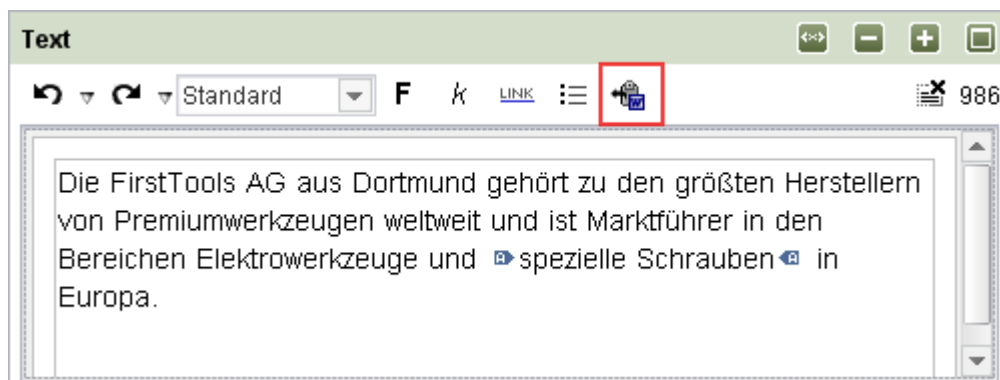 Text
Standard F k LINK 986
Die FirstTools AG aus Dortmund gehört zu den größten Herstellern
von Premiumwerkzeugen weltweit und ist Marktführer in den
Bereichen Elektrowerkzeuge und A spezielle Schrauben A in
Europa.